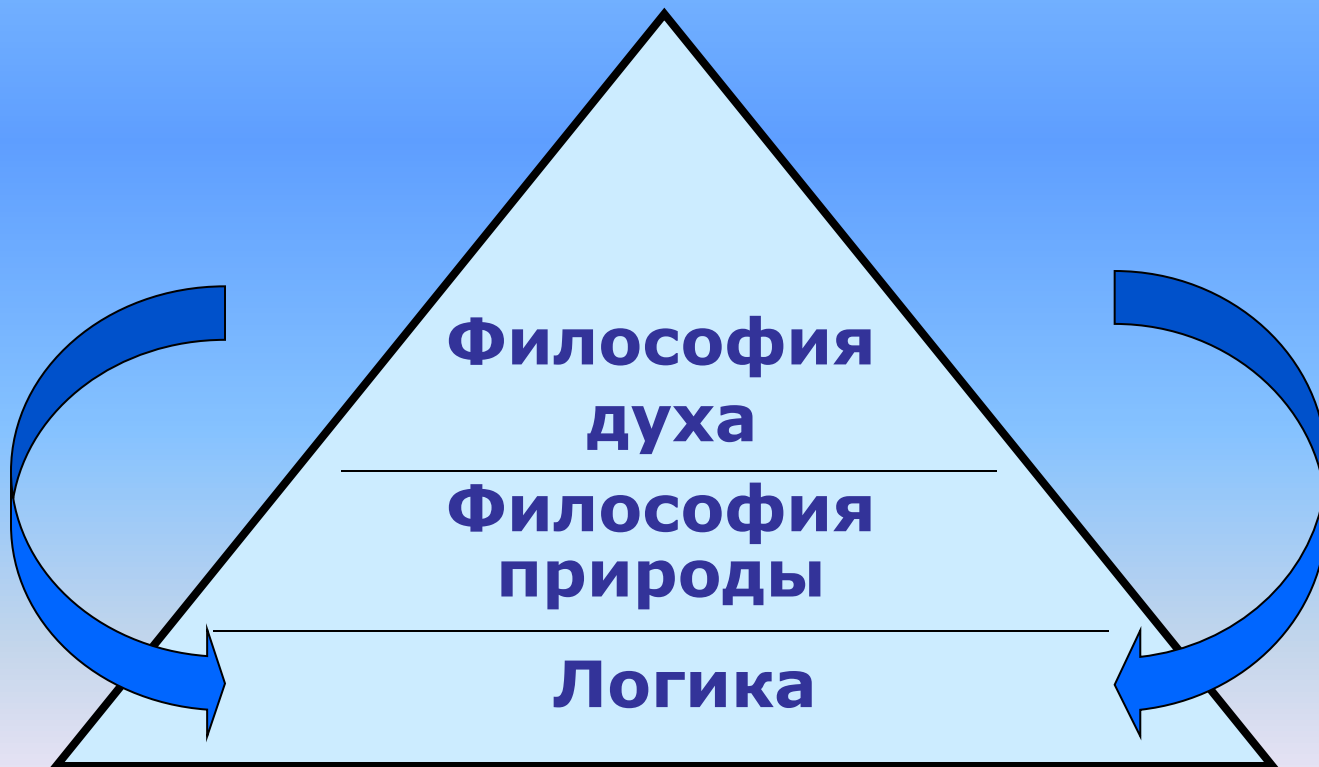 Философия
духа
Философия
природы
Логика